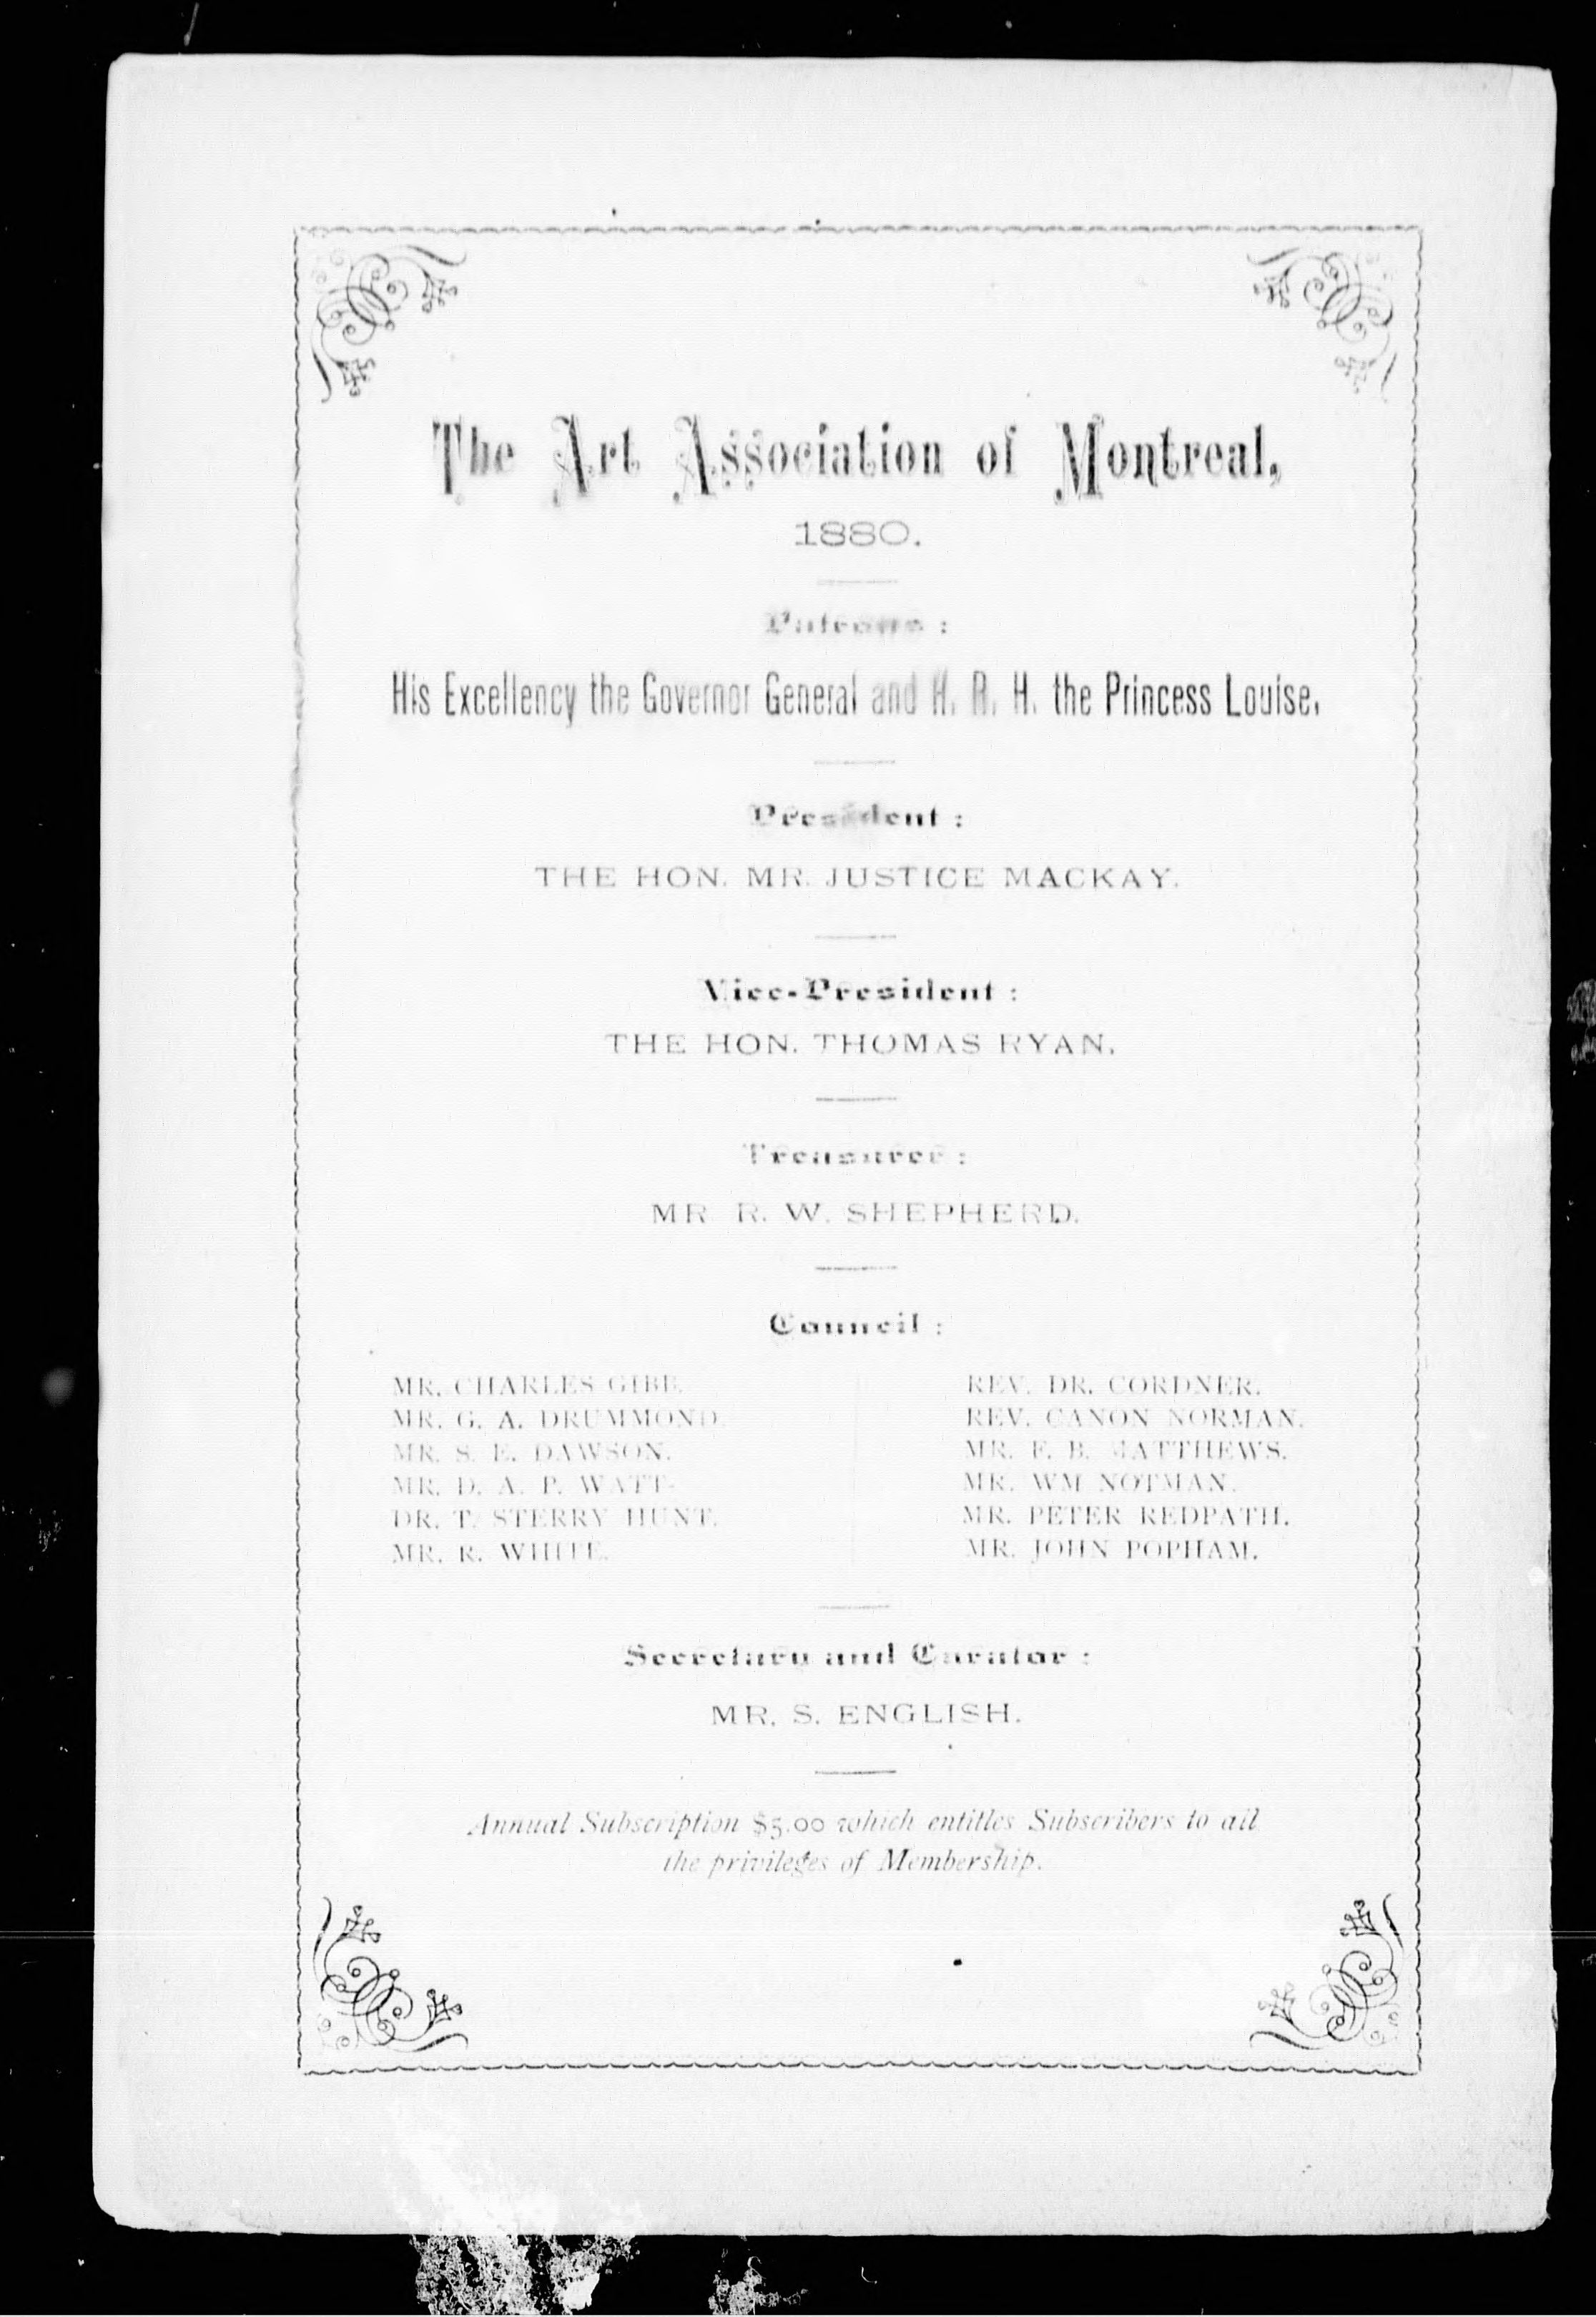 The Art Association of Montreal,
1880.
Patrons :
His Excellency the Governor General and H. R. H. the Princess Louise.
President :
THE HON. MR. JUSTICE MACKAY.
Vice-President :
THE HON. THOMAS RYAN.
Treasurer :
MR R. W. SHEPHERD.
Council :
MR. CHARLES GIBB.
MR. G. A. DRUMMOND.
MR. S. E. DAWSON.
MR. D. A. P. WATT.
DR. T. STERRY HUNT.
MR. R. WHITE.
REV. DR. CORDNER.
REV. CANON NORMAN.
MR. F. B. MATTHEWS.
MR. WM NOTMAN.
MR. PETER REDPATH.
MR. JOHN POPHAM.
Secretary and Curator :
MR. S. ENGLISH.
Annual Subscription $5.00 which entitles Subscribers to all
the privileges of Membership.